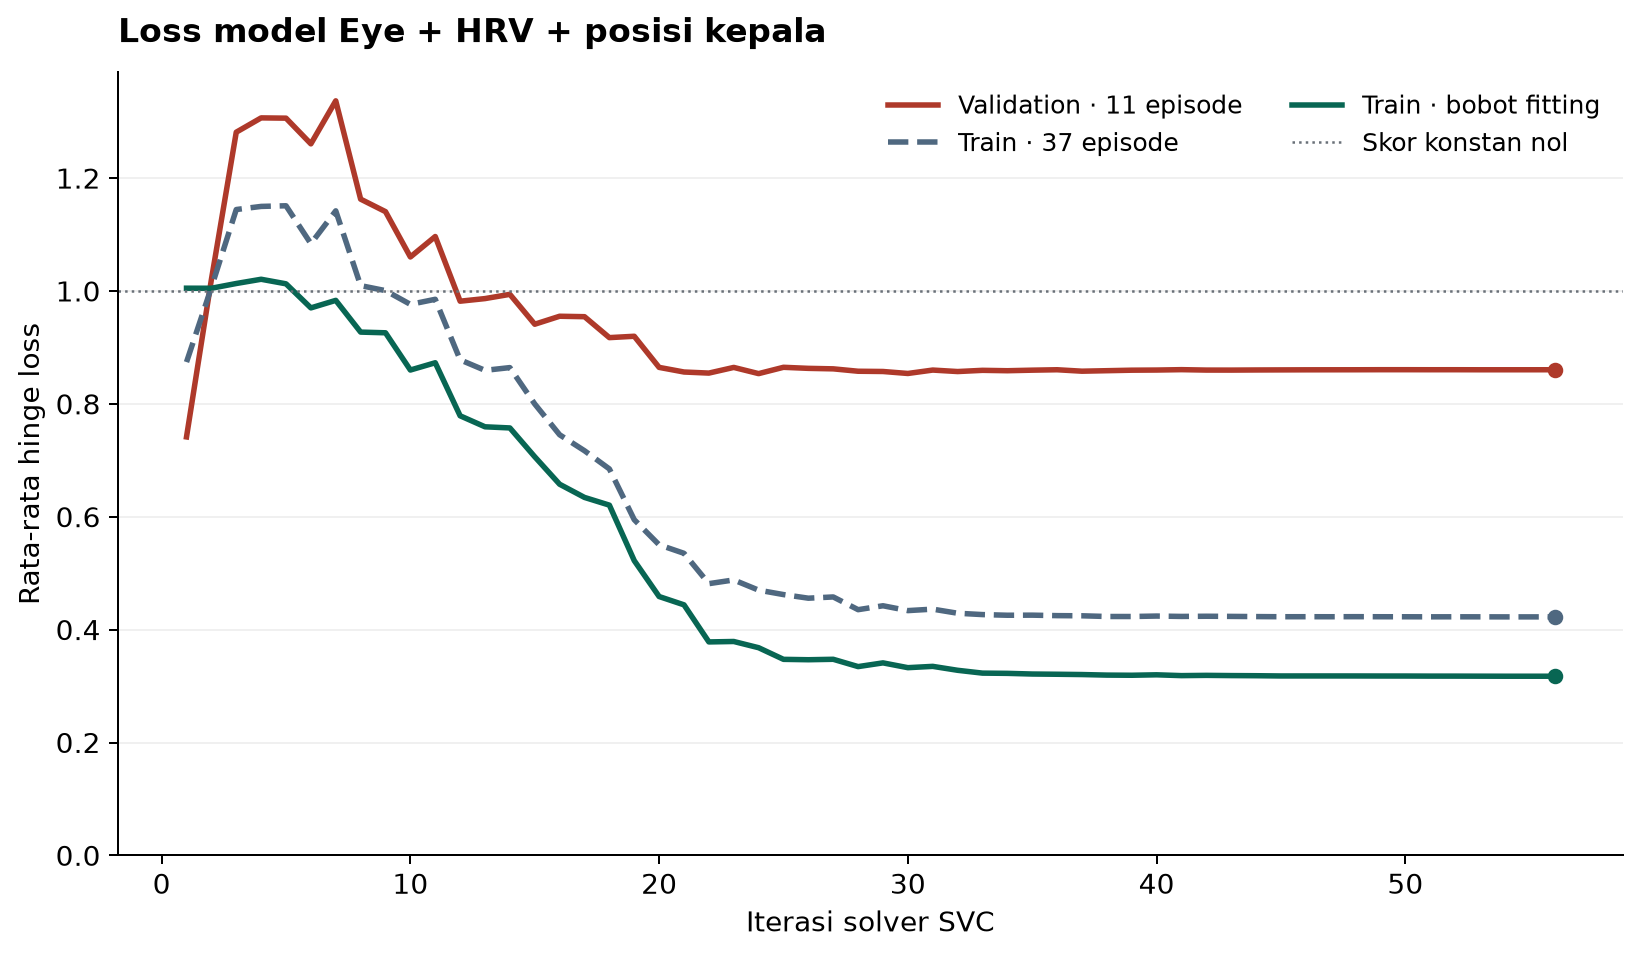 Loss model Eye + HRV + posisi kepala
Validation · 11 episode
Train · 37 episode
Train · bobot fitting
Skor konstan nol
Rata-rata hinge loss
1.2
1.0
0.8
0.6
0.4
0.2
0.0
0 10 20 30 40 50
Iterasi solver SVC